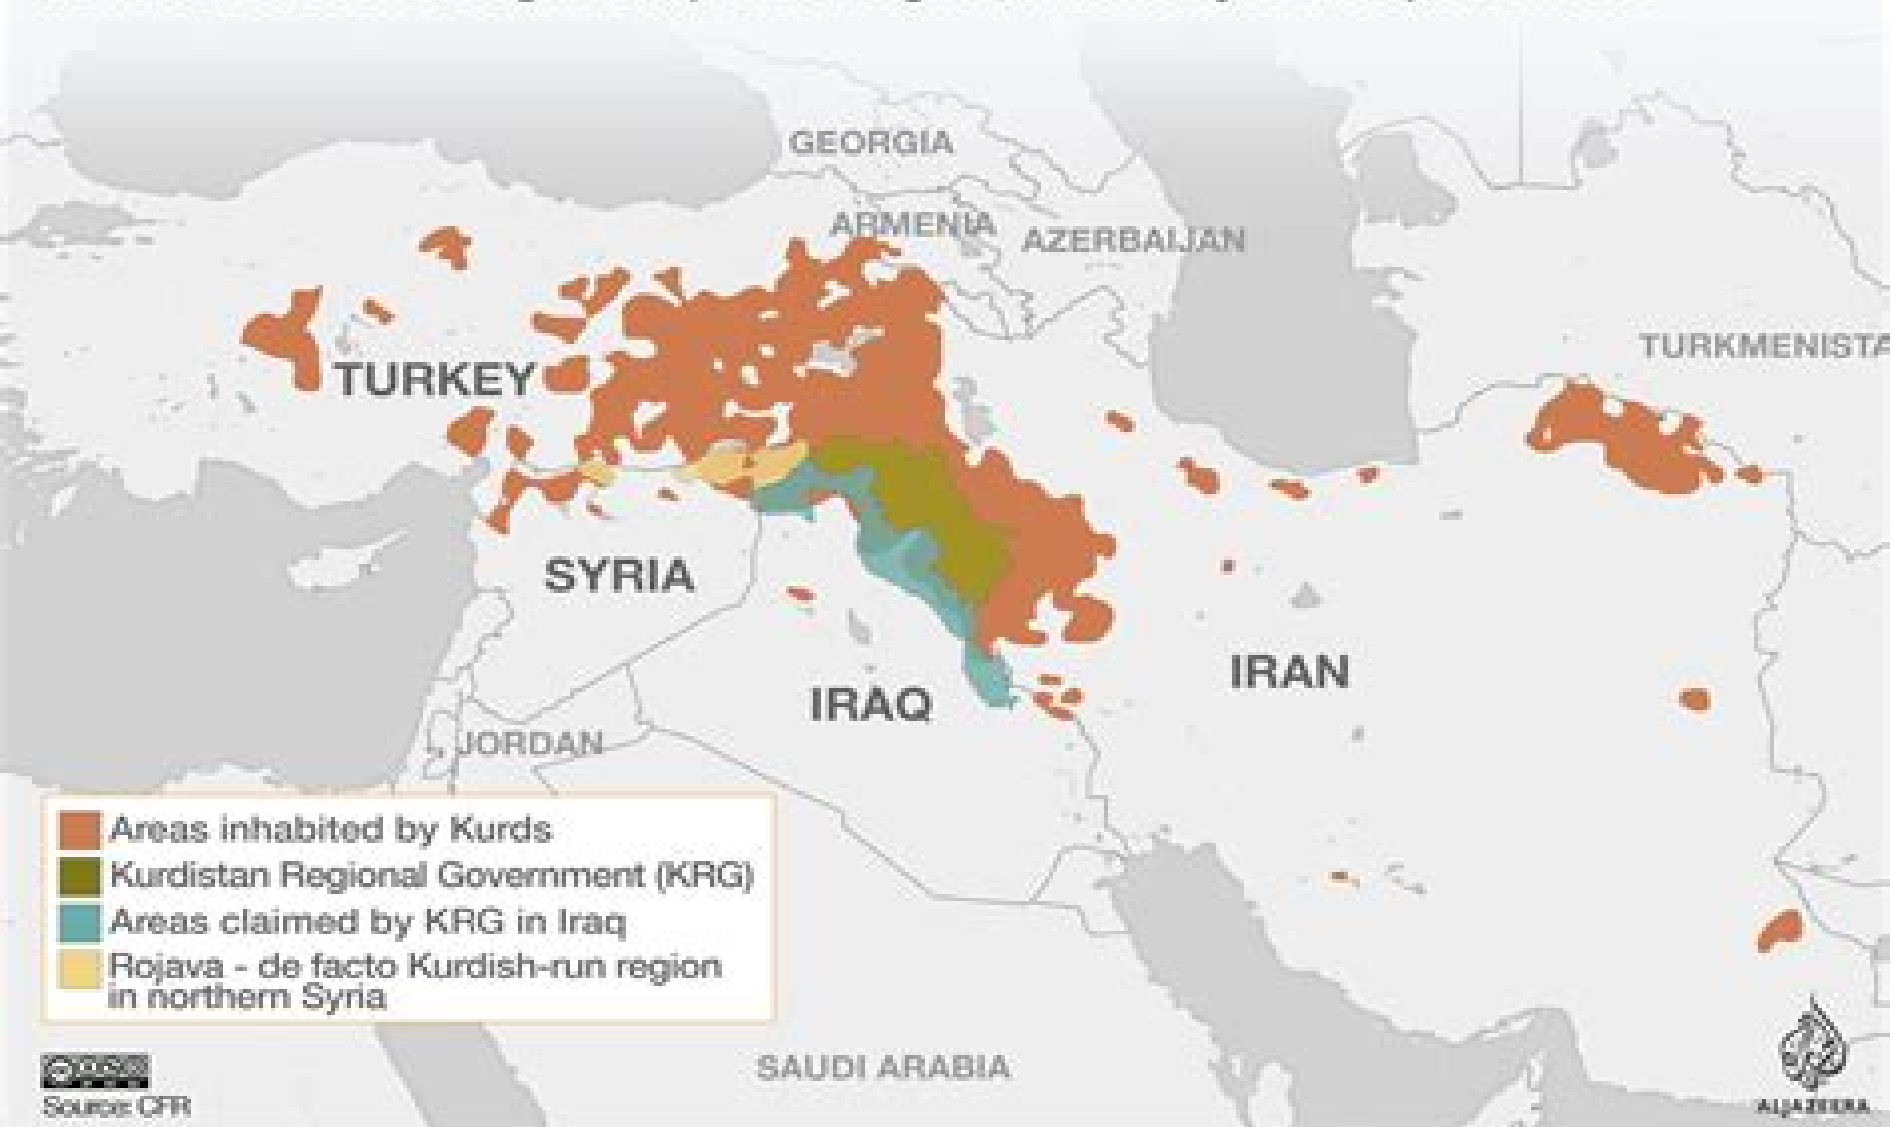 GEORGIA
ARMENIA
AZERBAIJAN
TURKMENISTA
TURKEY
SYRIA
IRAQ
IRAN
JORDAN
Areas inhabited by Kurds
Kurdistan Regional Government (KRG)
Areas claimed by KRG in Iraq
Rojava - de facto Kurdish-run region
in northern Syria
SAUDI ARABIA
Source: CFR
ALJAZEERA